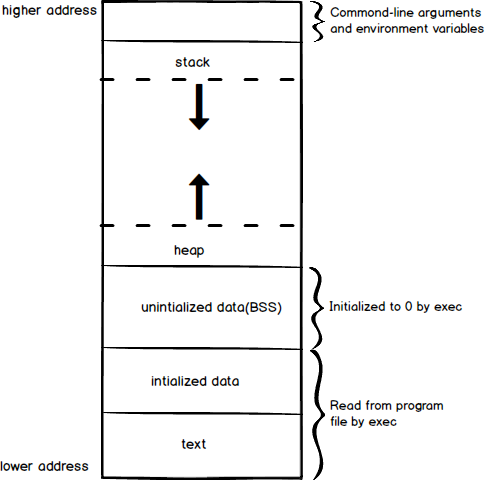 higher address
Commond-line arguments
and environment variables
stack
heap
unintialized data(BSS)
Initialized to 0 by exec
intialized data
Read from program
file by exec
text
lower address